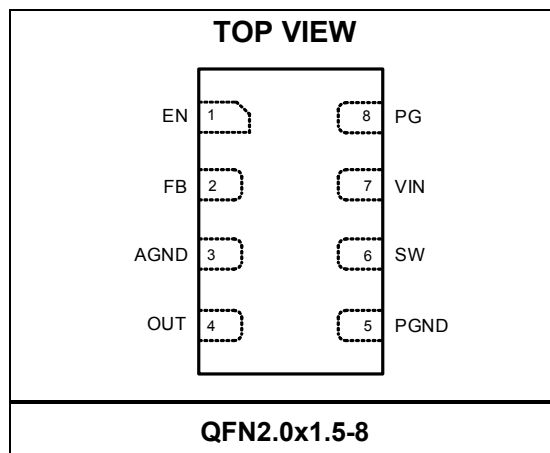 TOP VIEW
EN 1 8 PG
FB 2 7 VIN
AGND 3 6 SW
OUT 4 5 PGND
QFN2.0x1.5-8